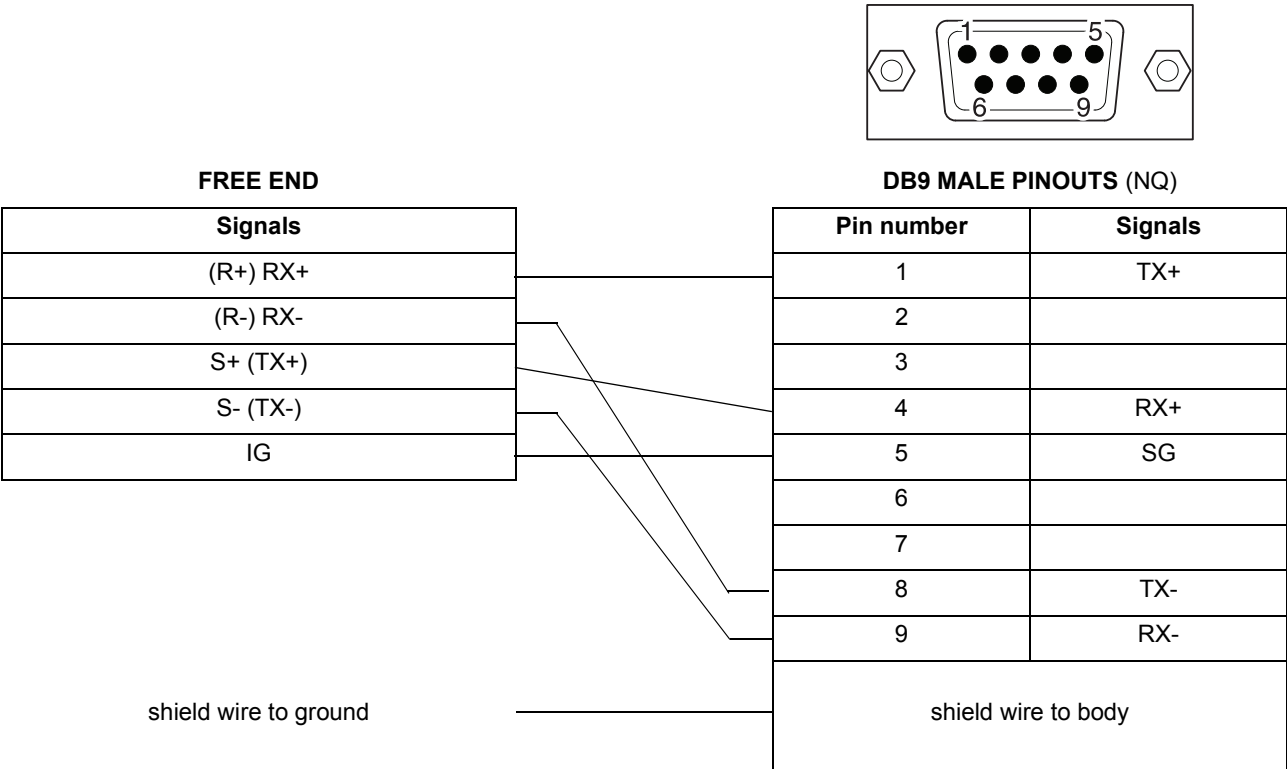 1 5
6 9
FREE END
DB9 MALE PINOUTS (NQ)
Signals
Pin number Signals
(R+) RX+
1 TX+
(R-) RX-
2
S+ (TX+)
3
S- (TX-)
4 RX+
IG
5 SG
6
7
8 TX-
9 RX-
shield wire to ground
shield wire to body